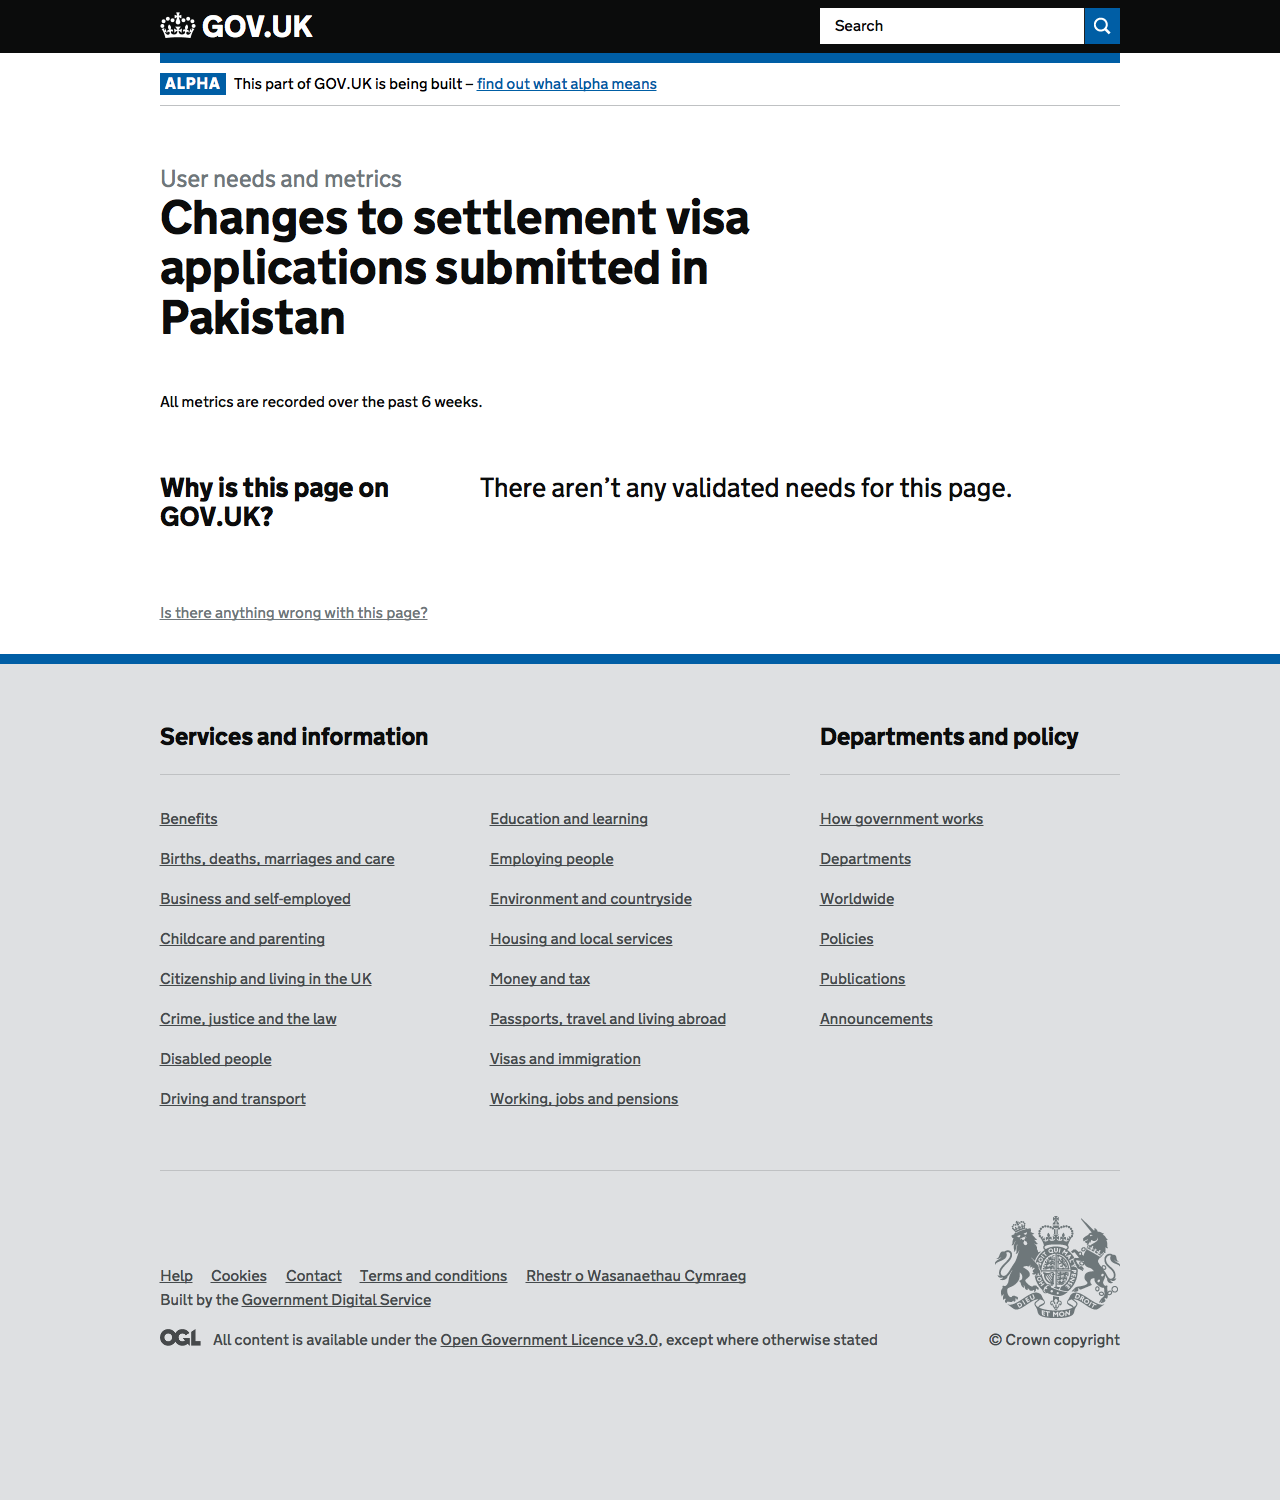 GOV.UK
Search
ALPHA This part of GOV.UK is being built – find out what alpha means
User needs and metrics
Changes to settlement visa
applications submitted in
Pakistan
All metrics are recorded over the past 6 weeks.
Why is this page on
GOV.UK?
There aren’t any validated needs for this page.
Is there anything wrong with this page?
Services and information
Benefits
Births, deaths, marriages and care
Business and self-employed
Childcare and parenting
Citizenship and living in the UK
Crime, justice and the law
Disabled people
Driving and transport
Education and learning
Employing people
Environment and countryside
Housing and local services
Money and tax
Passports, travel and living abroad
Visas and immigration
Working, jobs and pensions
Departments and policy
How government works
Departments
Worldwide
Policies
Publications
Announcements
Help Cookies Contact Terms and conditions Rhestr o Wasanaethau Cymraeg
Built by the Government Digital Service
OGL All content is available under the Open Government Licence v3.0, except where otherwise stated
DIEU ET MON DROIT
© Crown copyright